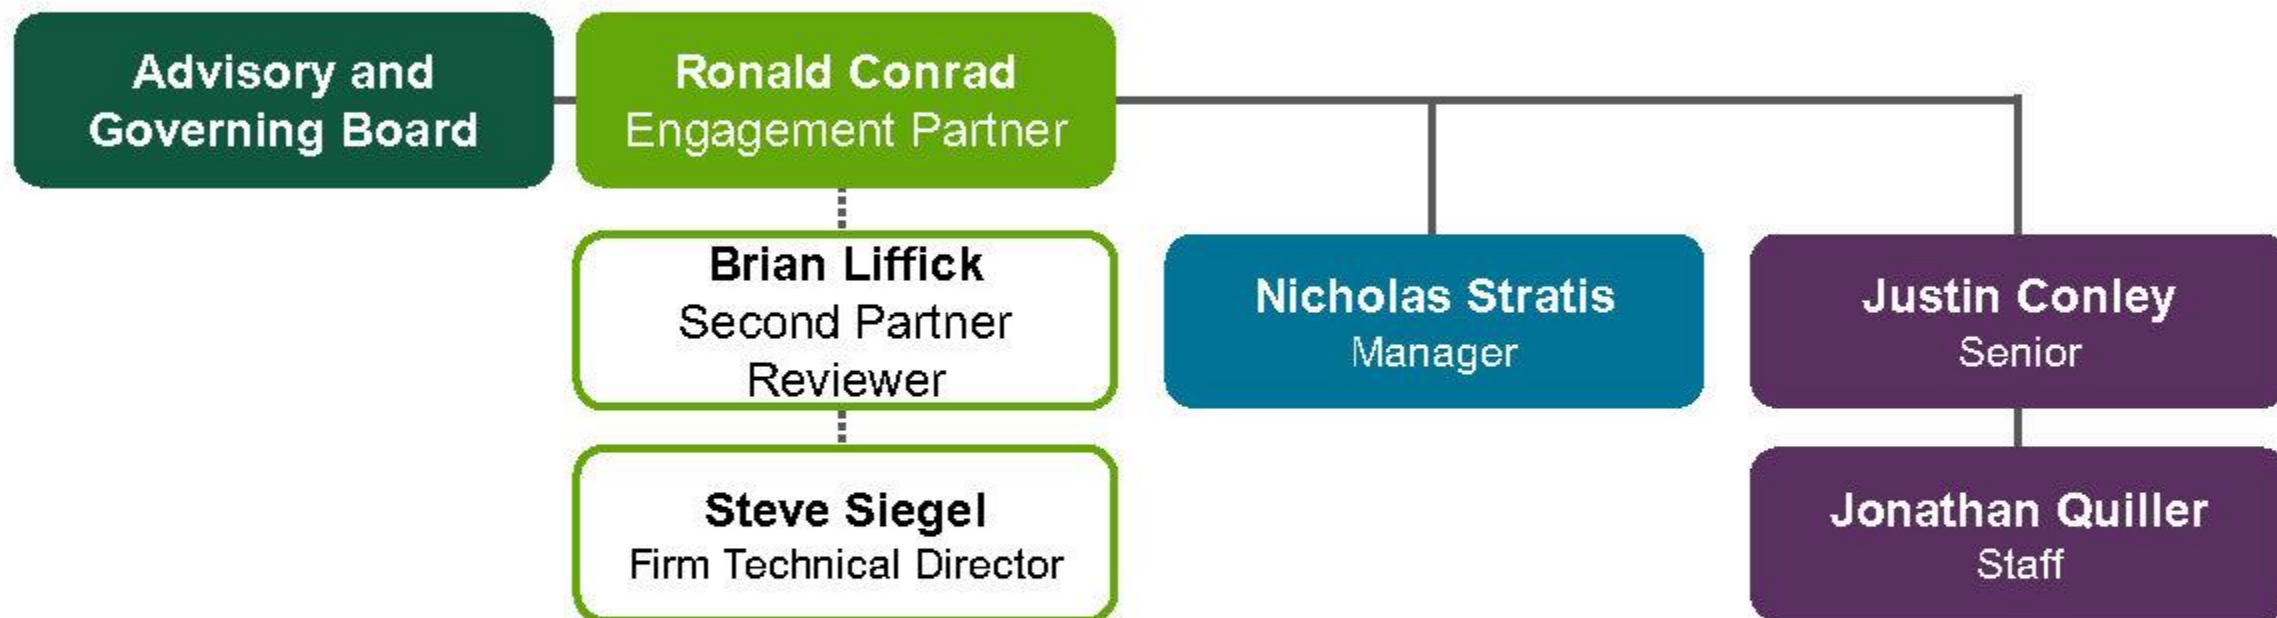 Advisory and
Governing Board
Ronald Conrad
Engagement Partner
Brian Liffick
Second Partner
Reviewer
Nicholas Stratis
Manager
Justin Conley
Senior
Steve Siegel
Firm Technical Director
Jonathan Quiller
Staff